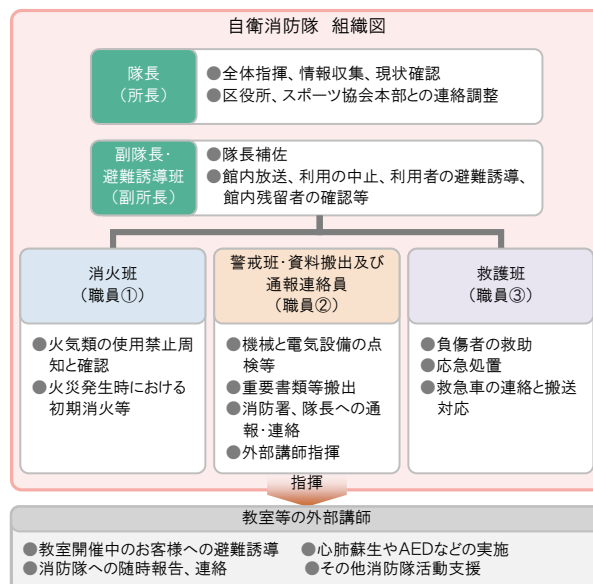 自衛消防隊 組織図
隊長
（所長）
●全体指揮、情報収集、現状確認
●区役所、スポーツ協会本部との連絡調整
副隊長・
避難誘導班
（副所長）
●隊長補佐
●館内放送、利用の中止、利用者の避難誘導、
館内残留者の確認等
消火班
（職員①）
●火気類の使用禁止周
知と確認
●火災発生時における
初期消火等
警戒班・資料搬出及び
通報連絡員
（職員②）
●機械と電気設備の点
検等
●重要書類等搬出
●消防署、隊長への通
報・連絡
●外部講師指揮
救護班
（職員③）
●負傷者の救助
●応急処置
●救急車の連絡と搬送
対応
指揮
教室等の外部講師
●教室開催中のお客様への避難誘導
●消防隊への随時報告、連絡
●心肺蘇生やAEDなどの実施
●その他消防隊活動支援